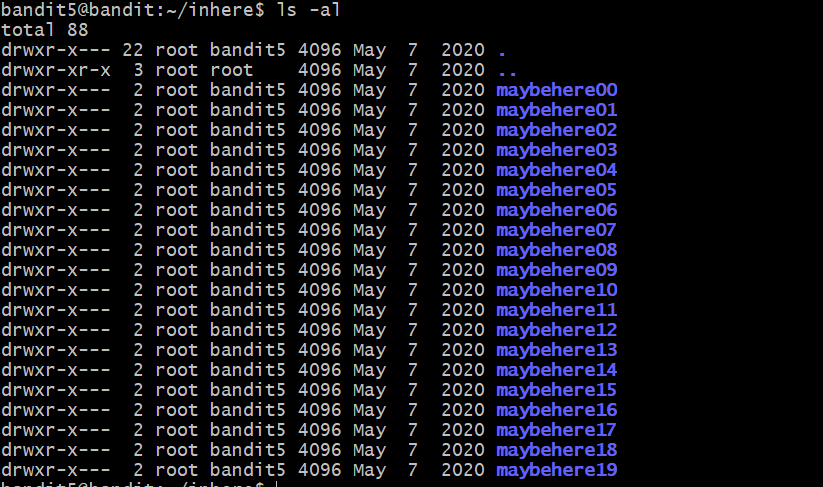 bandit5@bandit:~/inhere$ ls -al
total 88
drwxr-x--- 22 root bandit5 4096 May  7  2020 .
drwxr-xr-x  3 root root    4096 May  7  2020 ..
drwxr-x---  2 root bandit5 4096 May  7  2020 maybehere00
drwxr-x---  2 root bandit5 4096 May  7  2020 maybehere01
drwxr-x---  2 root bandit5 4096 May  7  2020 maybehere02
drwxr-x---  2 root bandit5 4096 May  7  2020 maybehere03
drwxr-x---  2 root bandit5 4096 May  7  2020 maybehere04
drwxr-x---  2 root bandit5 4096 May  7  2020 maybehere05
drwxr-x---  2 root bandit5 4096 May  7  2020 maybehere06
drwxr-x---  2 root bandit5 4096 May  7  2020 maybehere07
drwxr-x---  2 root bandit5 4096 May  7  2020 maybehere08
drwxr-x---  2 root bandit5 4096 May  7  2020 maybehere09
drwxr-x---  2 root bandit5 4096 May  7  2020 maybehere10
drwxr-x---  2 root bandit5 4096 May  7  2020 maybehere11
drwxr-x---  2 root bandit5 4096 May  7  2020 maybehere12
drwxr-x---  2 root bandit5 4096 May  7  2020 maybehere13
drwxr-x---  2 root bandit5 4096 May  7  2020 maybehere14
drwxr-x---  2 root bandit5 4096 May  7  2020 maybehere15
drwxr-x---  2 root bandit5 4096 May  7  2020 maybehere16
drwxr-x---  2 root bandit5 4096 May  7  2020 maybehere17
drwxr-x---  2 root bandit5 4096 May  7  2020 maybehere18
drwxr-x---  2 root bandit5 4096 May  7  2020 maybehere19
bandit5@bandit:~/inhere$